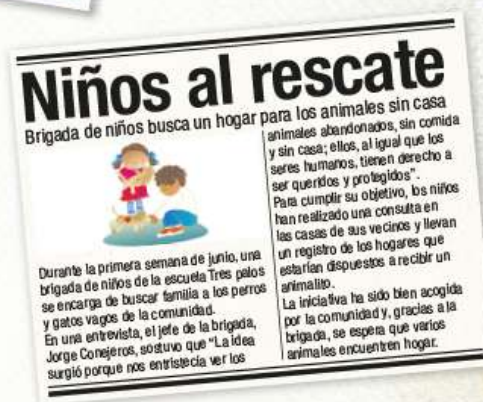 Niños al rescate
Brigada de niños busca un hogar para los animales sin casa
Durante la primera semana de junio, una
brigada de niños de la escuela Tres palos
se encarga de buscar familia a los perros
y gatos vagos de la comunidad.
En una entrevista, el jefe de la brigada,
Jorge Conejeros, sostuvo que "La idea
surgió porque nos entristecía ver los
animales abandonados, sin comida
y sin casa; ellos, al igual que los
seres humanos, tienen derecho a
ser queridos y protegidos".
Para cumplir su objetivo, los niños
han realizado una consulta en
las casas de sus vecinos y llevan
un registro de los hogares que
estarían dispuestos a recibir un
animalito.
La iniciativa ha sido bien acogida
por la comunidad y, gracias a la
brigada, se espera que varios
animales encuentren hogar.